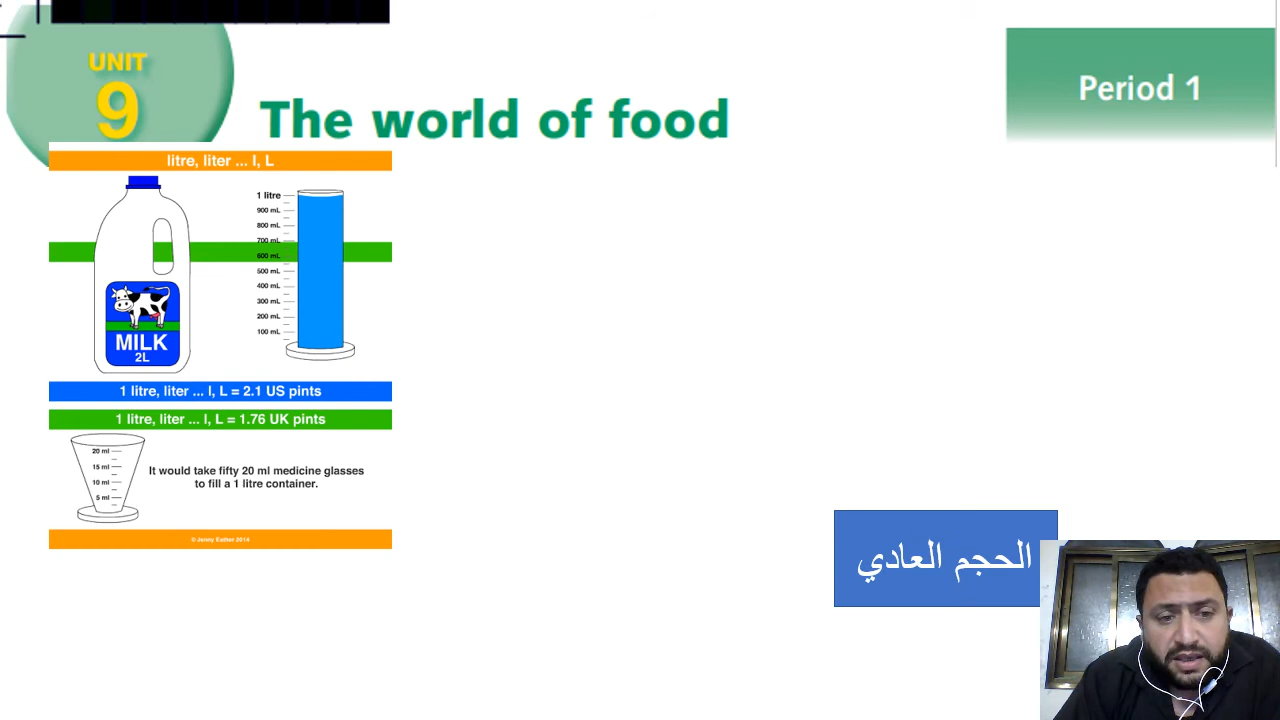 UNIT
9
The world of food
Period 1
litre, liter ... l, L
1 litre
900 mL
800 mL
700 mL
600 mL
500 mL
400 mL
300 mL
200 mL
100 mL
MILK
2L
1 litre, liter ... l, L = 2.1 US pints
1 litre, liter ... l, L = 1.76 UK pints
20 ml
15 ml
10 ml
5 ml
It would take fifty 20 ml medicine glasses
to fill a 1 litre container.
© Jenny Eather 2014
الحجم العادي